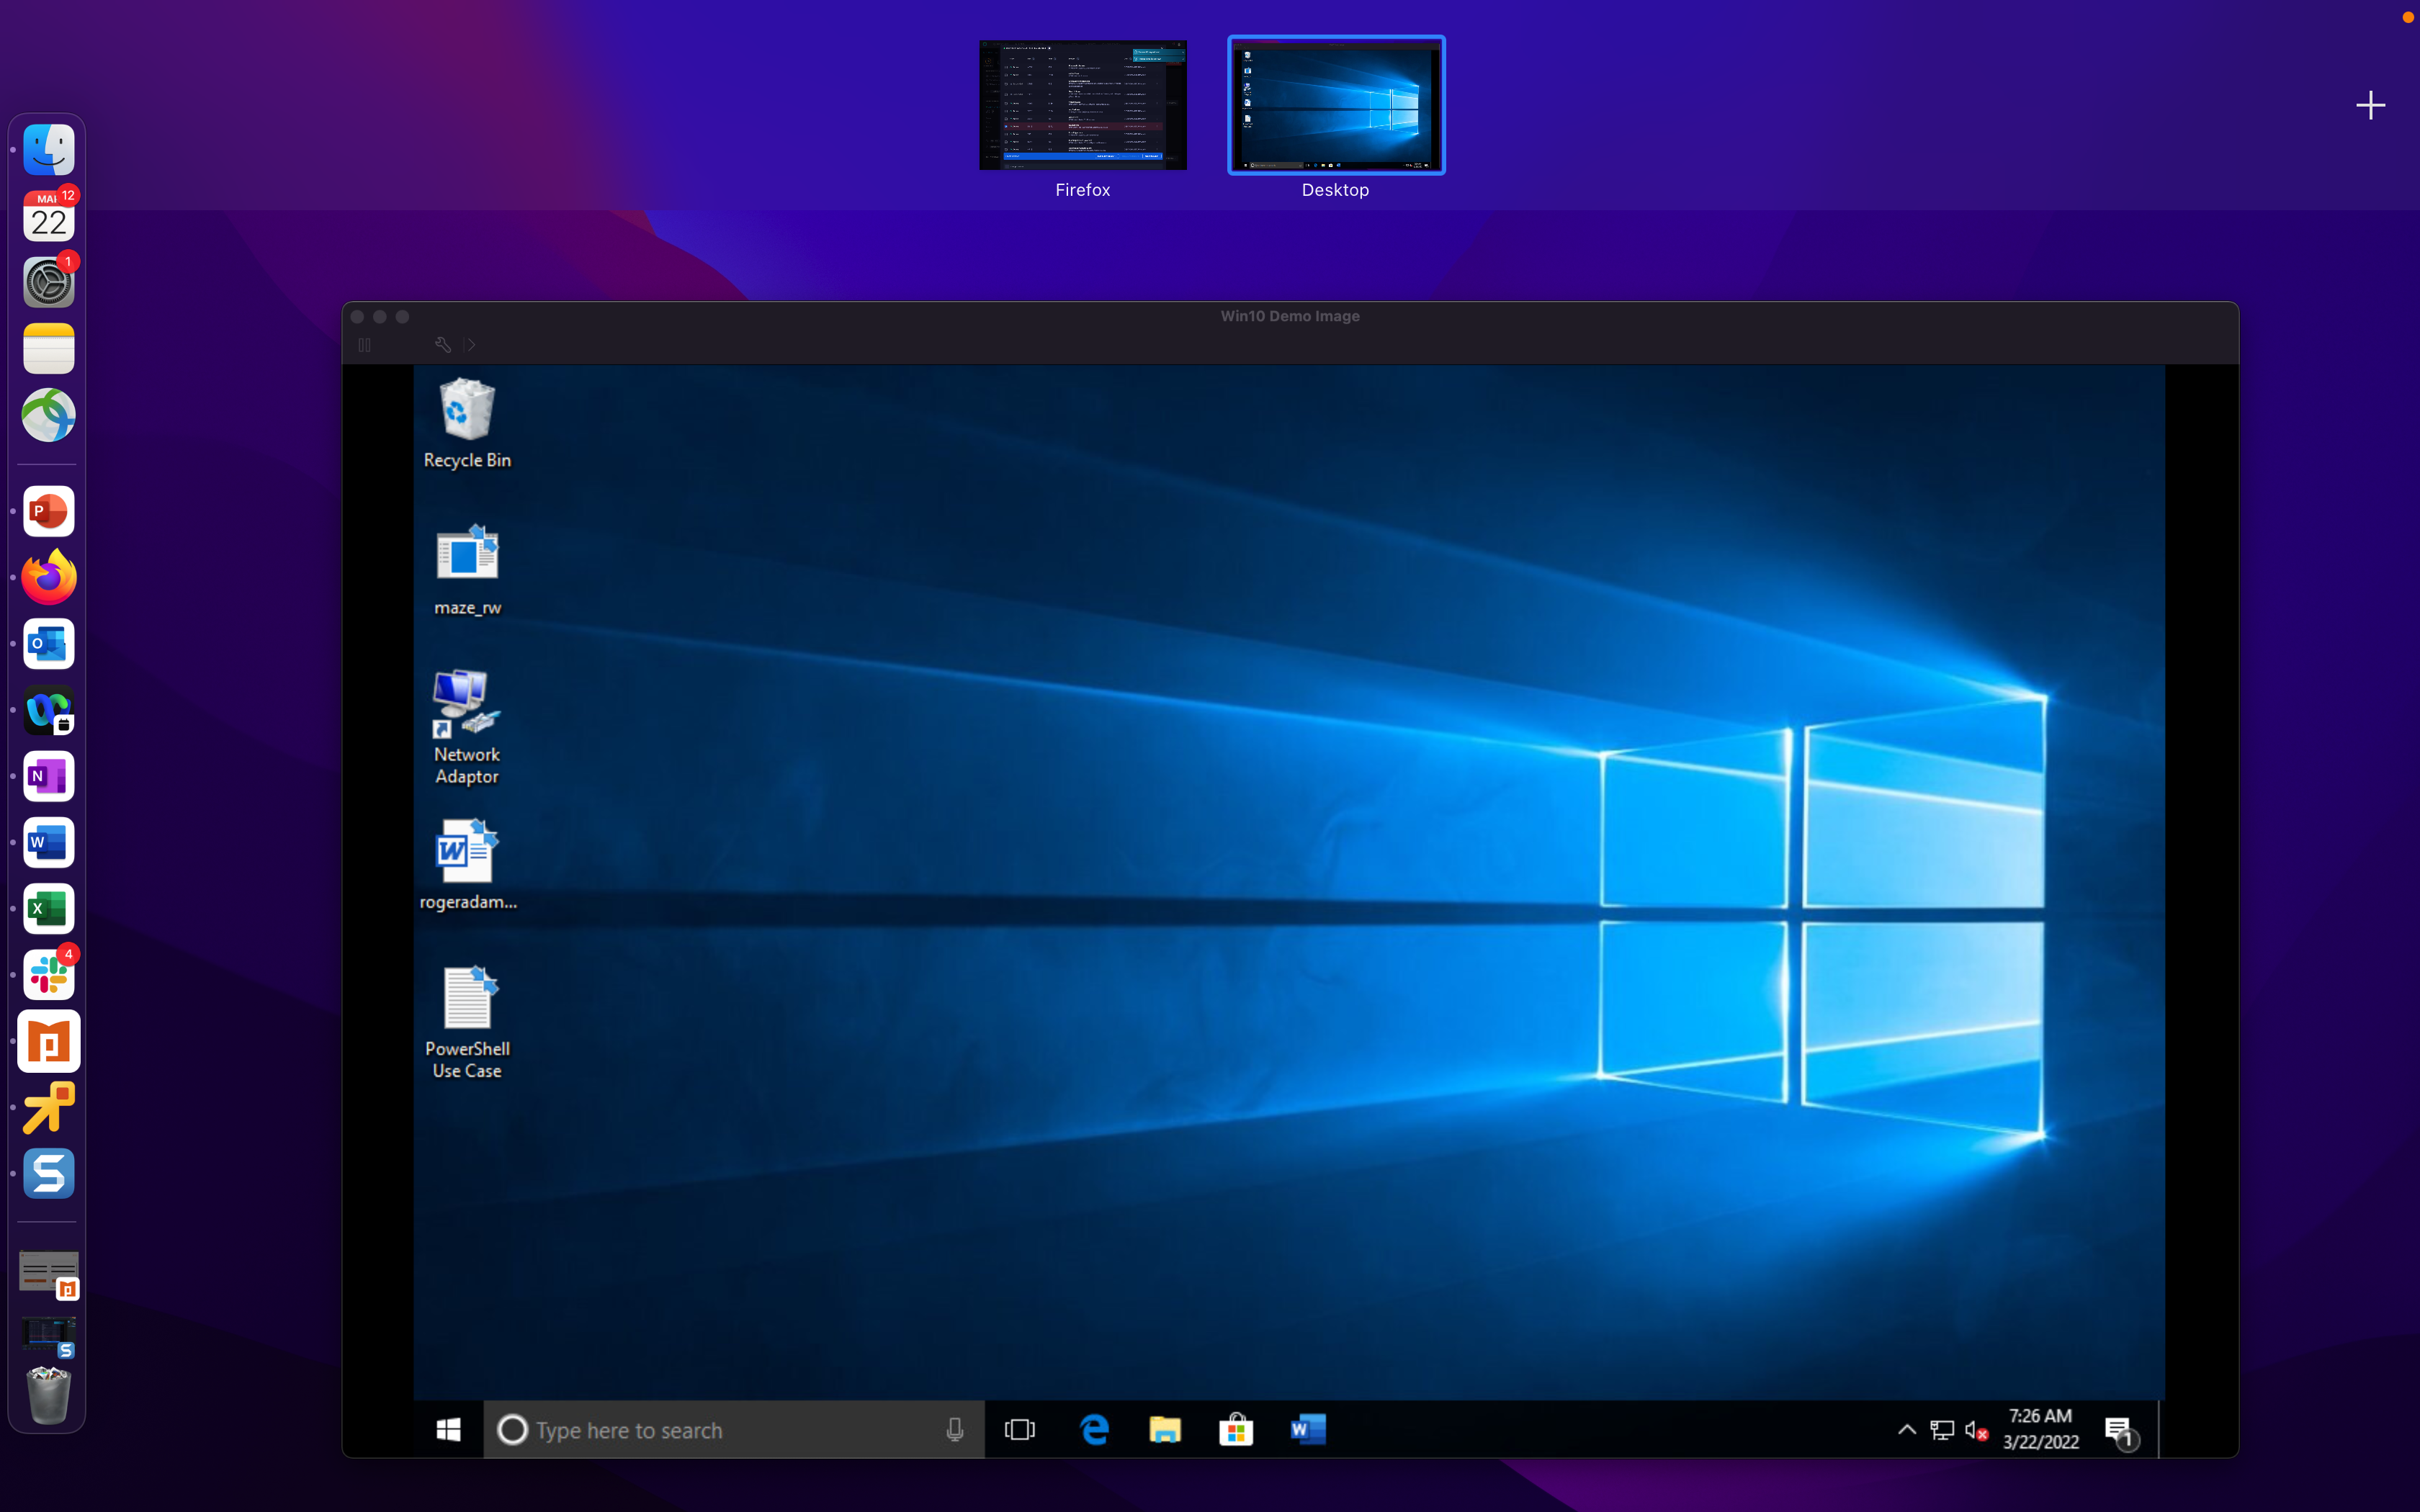 Firefox
Desktop
12
MAR
22
1
Win10 Demo Image
Recycle Bin
maze_rw
Network
Adaptor
rogeradam...
PowerShell
Use Case
P
O
N
W
X
4
S
Type here to search
7:26 AM
3/22/2022
1